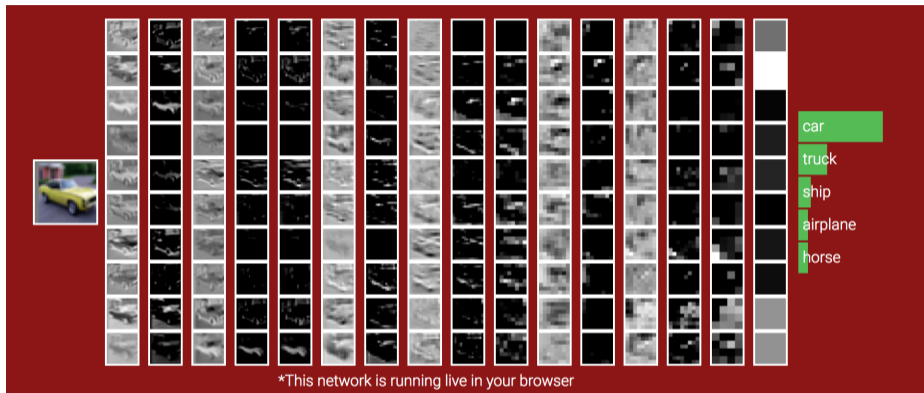 car
truck
ship
airplane
horse
*This network is running live in your browser